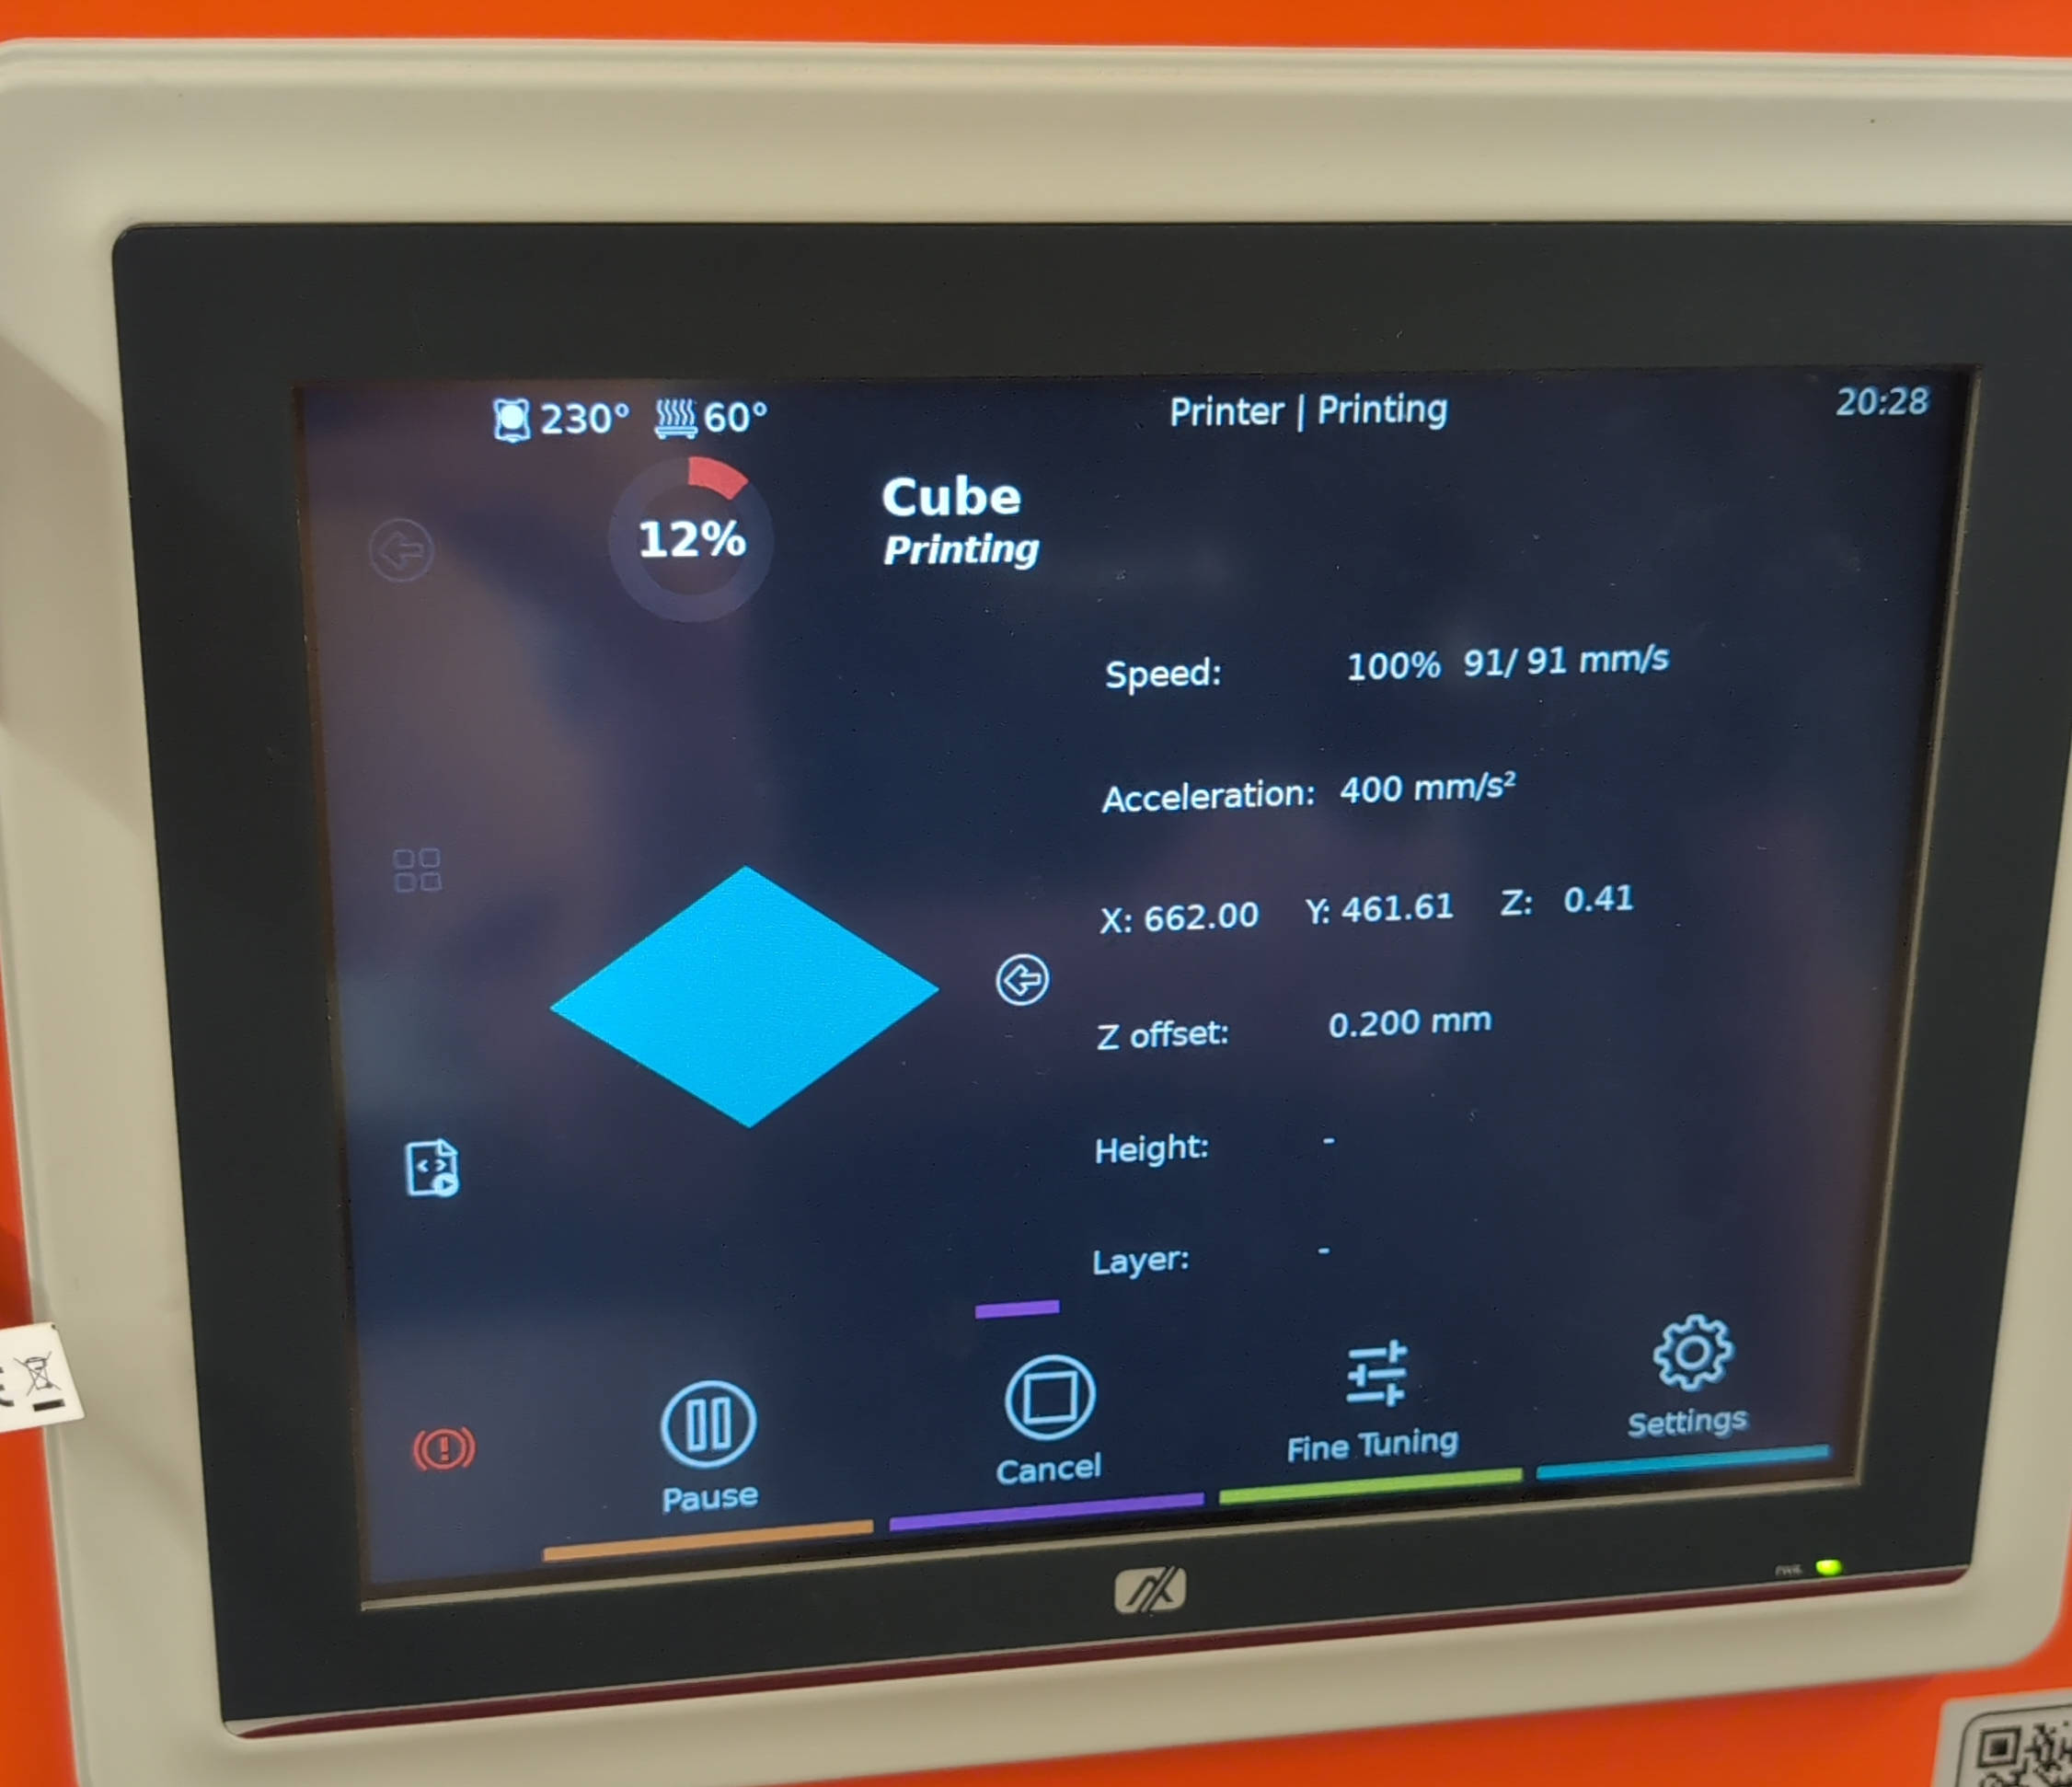 230° 60° Printer | Printing 20:28
12%
Cube
Printing
Speed: 100% 91/ 91 mm/s
Acceleration: 400 mm/s²
X: 662.00 Y: 461.61 Z: 0.41
Z offset: 0.200 mm
Height: -
Layer: -
Pause
Cancel
Fine Tuning
Settings